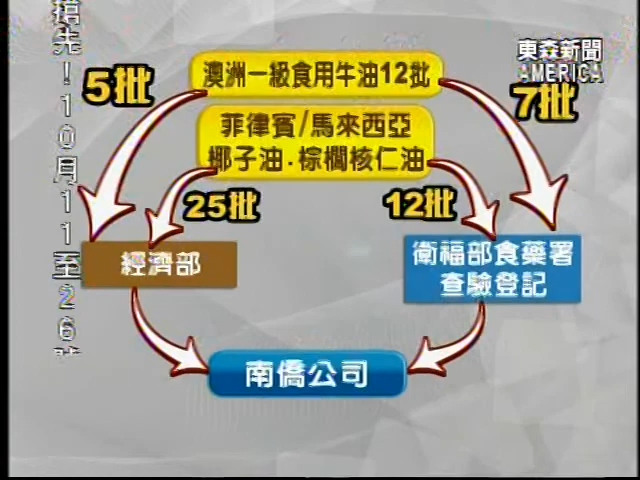 搶先!10月11至26號
東森新聞
AMERICA
澳洲一級食用牛油12批
5批
7批
菲律賓/馬來西亞
椰子油.棕櫚核仁油
25批
12批
經濟部
衛福部食藥署
查驗登記
南僑公司